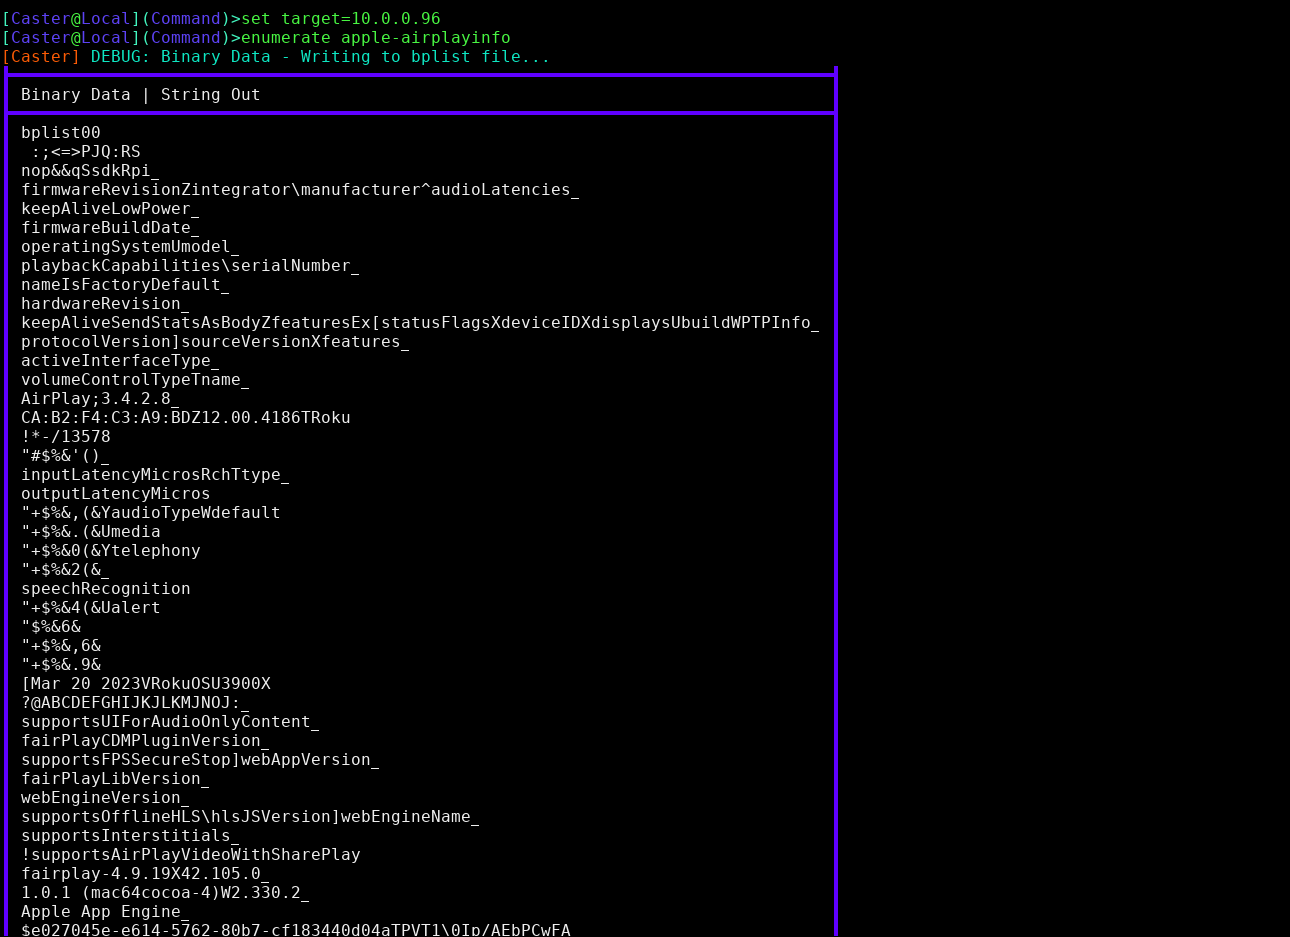 [Caster@Local](Command)>set target=10.0.0.96
[Caster@Local](Command)>enumerate apple-airplayinfo
[Caster] DEBUG: Binary Data - Writing to bplist file...
Binary Data | String Out
bplist00
:;<=>PJQ:RS
nop&&qSsdkRpi_
firmwareRevisionZintegrator\manufacturer^audioLatencies_
keepAliveLowPower_
firmwareBuildDate_
operatingSystemUmodel_
playbackCapabilities\serialNumber_
nameIsFactoryDefault_
hardwareRevision_
keepAliveSendStatsAsBodyZfeaturesEx[statusFlagsXdeviceIDXdisplaysUbuildWPTPInfo_
protocolVersion]sourceVersionXfeatures_
activeInterfaceType_
volumeControlTypeTname_
AirPlay;3.4.2.8_
CA:B2:F4:C3:A9:BDZ12.00.4186TRoku
!*-/13578
"#$%&'()_
inputLatencyMicrosRchTtype_
outputLatencyMicros
"+$%&,(&YaudioTypeWdefault
"+$%&.(&Umedia
"+$%&0(&Ytelephony
"+$%&2(&_
speechRecognition
"+$%&4(&Ualert
"$%&6&
"+$%&,6&
"+$%&.9&
[Mar 20 2023VRokuOSU3900X
?@ABCDEFGHIJKJLKMJNOJ:_
supportsUIForAudioOnlyContent_
fairPlayCDMPluginVersion_
supportsFPSSecureStop]webAppVersion_
fairPlayLibVersion_
webEngineVersion_
supportsOfflineHLS\hlsJSVersion]webEngineName_
supportsInterstitials_
!supportsAirPlayVideoWithSharePlay
fairplay-4.9.19X42.105.0_
1.0.1 (mac64cocoa-4)W2.330.2_
Apple App Engine_
$e027045e-e614-5762-80b7-cf183440d04aTPVT1\0Ip/AEbPCwFA